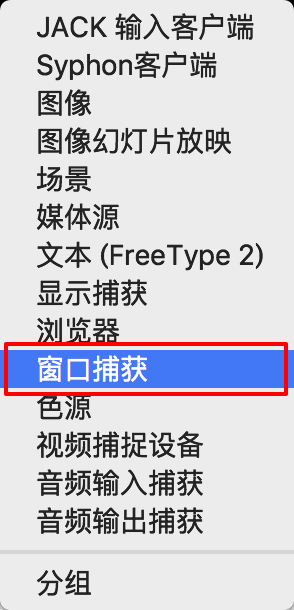 JACK 输入客户端
Syphon客户端
图像
图像幻灯片放映
场景
媒体源
文本 (FreeType 2)
显示捕获
浏览器
窗口捕获
色源
视频捕捉设备
音频输入捕获
音频输出捕获
分组